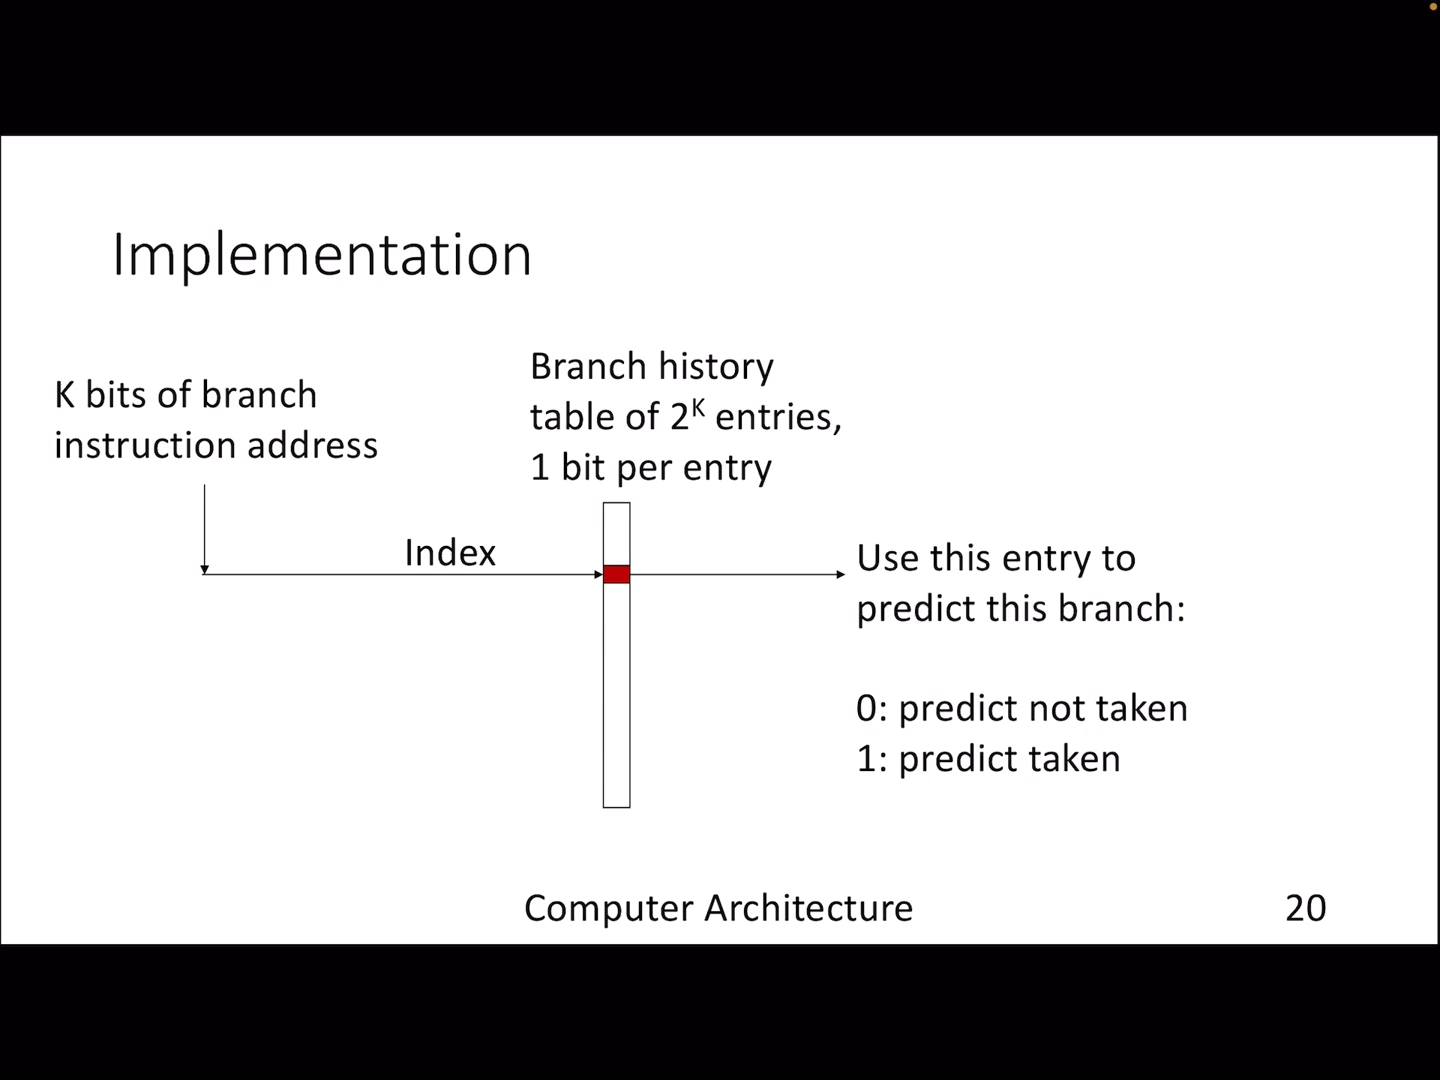 Implementation
K bits of branch
instruction address
Branch history
table of 2ᴷ entries,
1 bit per entry
Index
Use this entry to
predict this branch:
0: predict not taken
1: predict taken
Computer Architecture
20